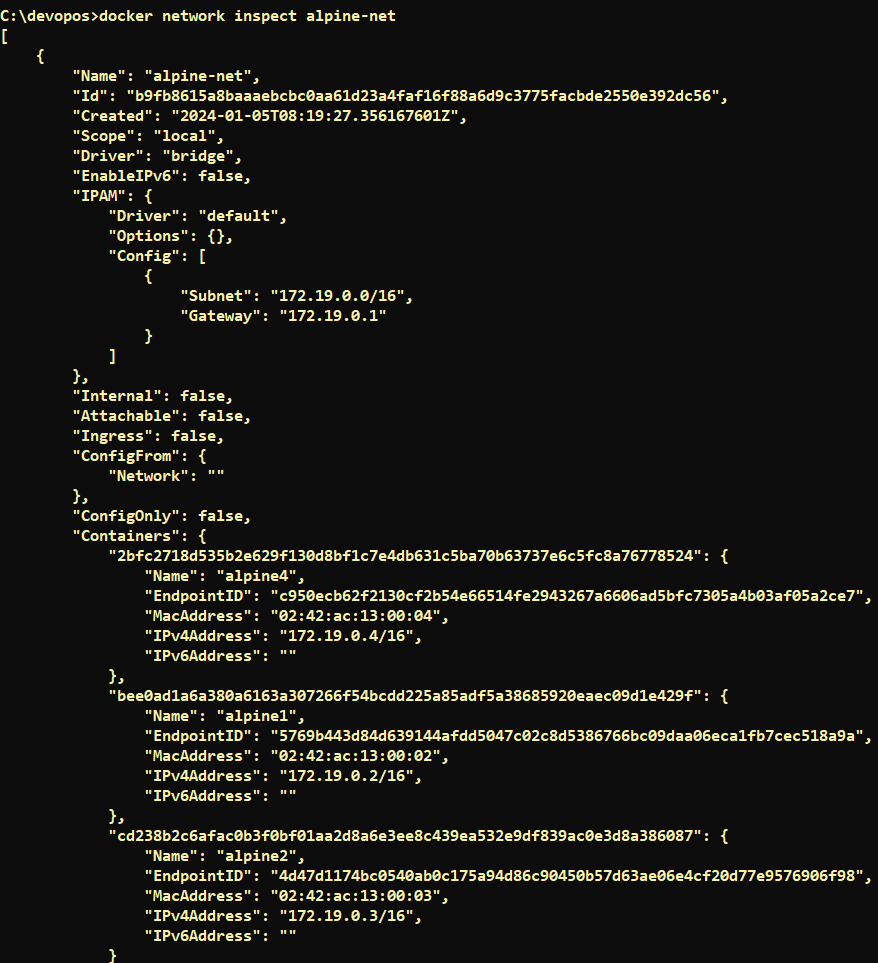 C:\devopos>docker network inspect alpine-net
[
    {
        "Name": "alpine-net",
        "Id": "b9fb8615a8baaaebcbc0aa61d23a4faf16f88a6d9c3775facbde2550e392dc56",
        "Created": "2024-01-05T08:19:27.356167601Z",
        "Scope": "local",
        "Driver": "bridge",
        "EnableIPv6": false,
        "IPAM": {
            "Driver": "default",
            "Options": {},
            "Config": [
                {
                    "Subnet": "172.19.0.0/16",
                    "Gateway": "172.19.0.1"
                }
            ]
        },
        "Internal": false,
        "Attachable": false,
        "Ingress": false,
        "ConfigFrom": {
            "Network": ""
        },
        "ConfigOnly": false,
        "Containers": {
            "2bfc2718d535b2e629f130d8bf1c7e4db631c5ba70b63737e6c5fc8a76778524": {
                "Name": "alpine4",
                "EndpointID": "c950ecb62f2130cf2b54e66514fe2943267a6606ad5bfc7305a4b03af05a2ce7",
                "MacAddress": "02:42:ac:13:00:04",
                "IPv4Address": "172.19.0.4/16",
                "IPv6Address": ""
            },
            "bee0ad1a6a380a6163a307266f54bcdd225a85adf5a38685920eaec09d1e429f": {
                "Name": "alpine1",
                "EndpointID": "5769b443d84d639144afdd5047c02c8d5386766bc09daa06eca1fb7cec518a9a",
                "MacAddress": "02:42:ac:13:00:02",
                "IPv4Address": "172.19.0.2/16",
                "IPv6Address": ""
            },
            "cd238b2c6afac0b3f0bf01aa2d8a6e3ee8c439ea532e9df839ac0e3d8a386087": {
                "Name": "alpine2",
                "EndpointID": "4d47d1174bc0540ab0c175a94d86c90450b57d63ae06e4cf20d77e9576906f98",
                "MacAddress": "02:42:ac:13:00:03",
                "IPv4Address": "172.19.0.3/16",
                "IPv6Address": ""
            }